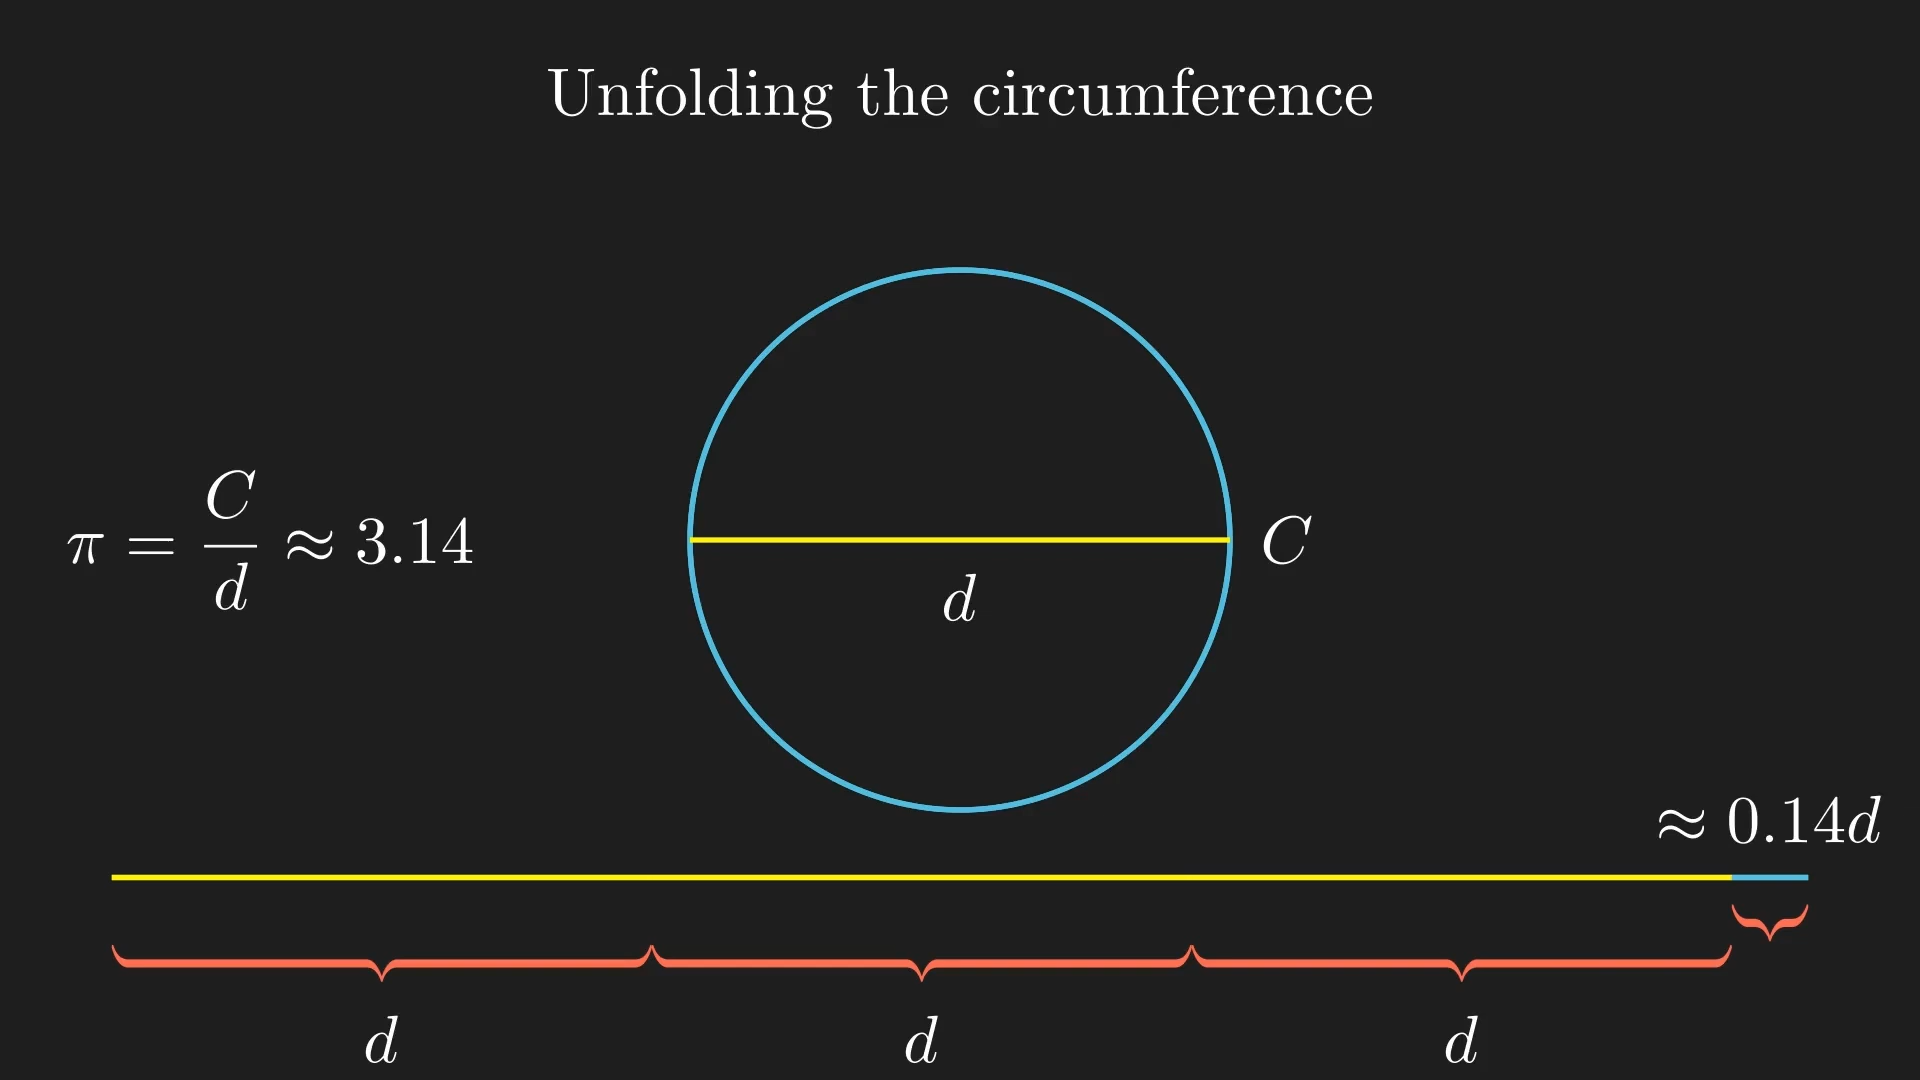 Unfolding the circumference
π = C/d ≈ 3.14
C
d
≈ 0.14d
d d d